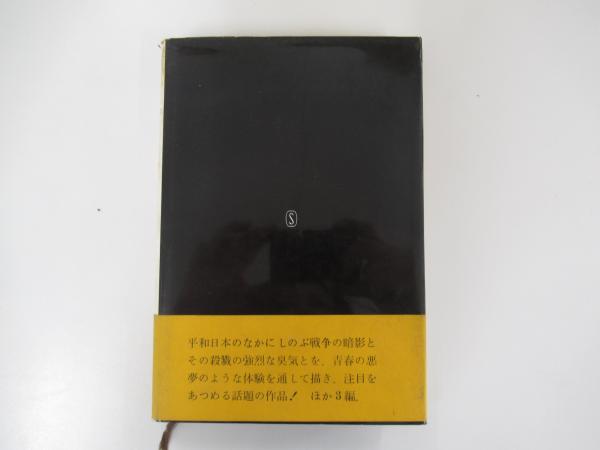 S
平和日本のなかにしのぶ戦争の暗影と
その殺戮の強烈な臭気とを、青春の悪
夢のような体験を通して描き、注目を
あつめる話題の作品！ ほか3編。